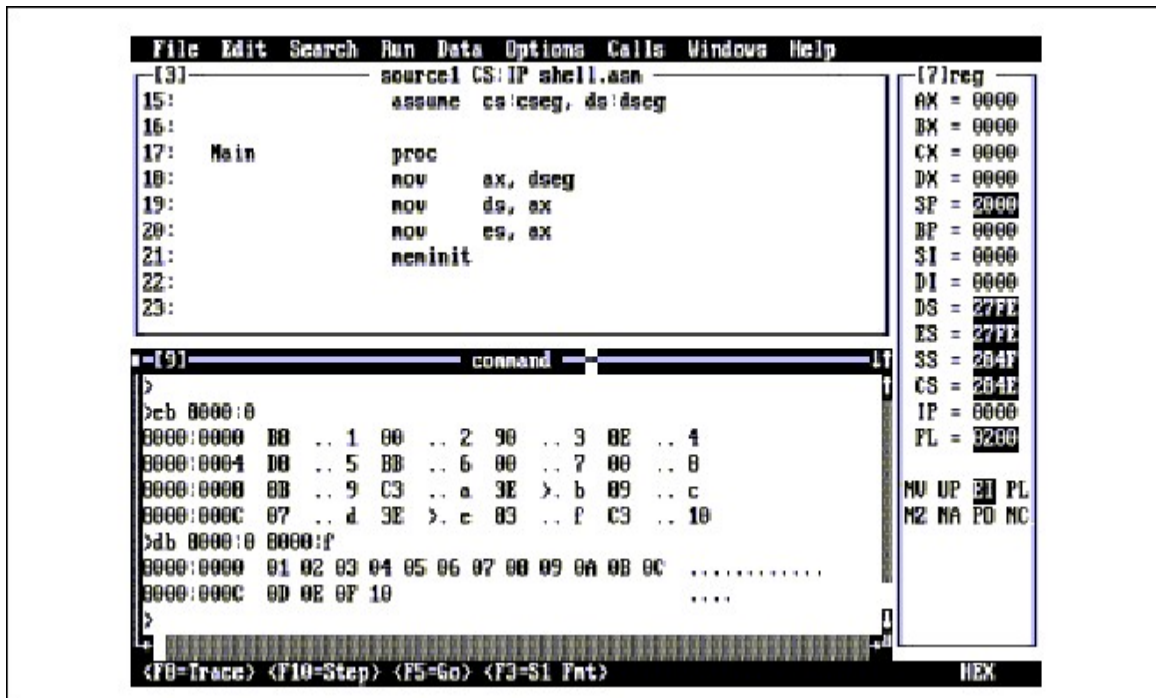 File Edit Search Run Data Options Calls Windows Help
[3] source1 CS:IP shell.asm
15: assume cs:cseg, ds:dseg
16:
17: Main proc
18: mov ax, dseg
19: mov ds, ax
20: mov es, ax
21: meminit
22:
23:
[9] command
>
>eb 8000:0
8000:0000 B8 .. 1 00 .. 2 90 .. 3 8E .. 4
8000:0004 D8 .. 5 BB .. 6 00 .. 7 00 .. 8
8000:0008 8B .. 9 C3 .. a 3E >. b 89 .. c
8000:000C 07 .. d 3E >. e 83 .. f C3 .. 10
>db 8000:0 8000:f
8000:0000 01 02 03 04 05 06 07 08 09 0A 0B 0C ............
8000:000C 0D 0E 0F 10 ....
>
[7]reg
AX = 0000
BX = 0000
CX = 0000
DX = 0000
SP = 2000
BP = 0000
SI = 0000
DI = 0000
DS = 27FE
ES = 27FE
SS = 284F
CS = 284E
IP = 0000
FL = 0200
NV UP EI PL
NZ NA PO NC
<F8=Trace> <F10=Step> <F5=Go> <F3=S1 Fmt> HEX